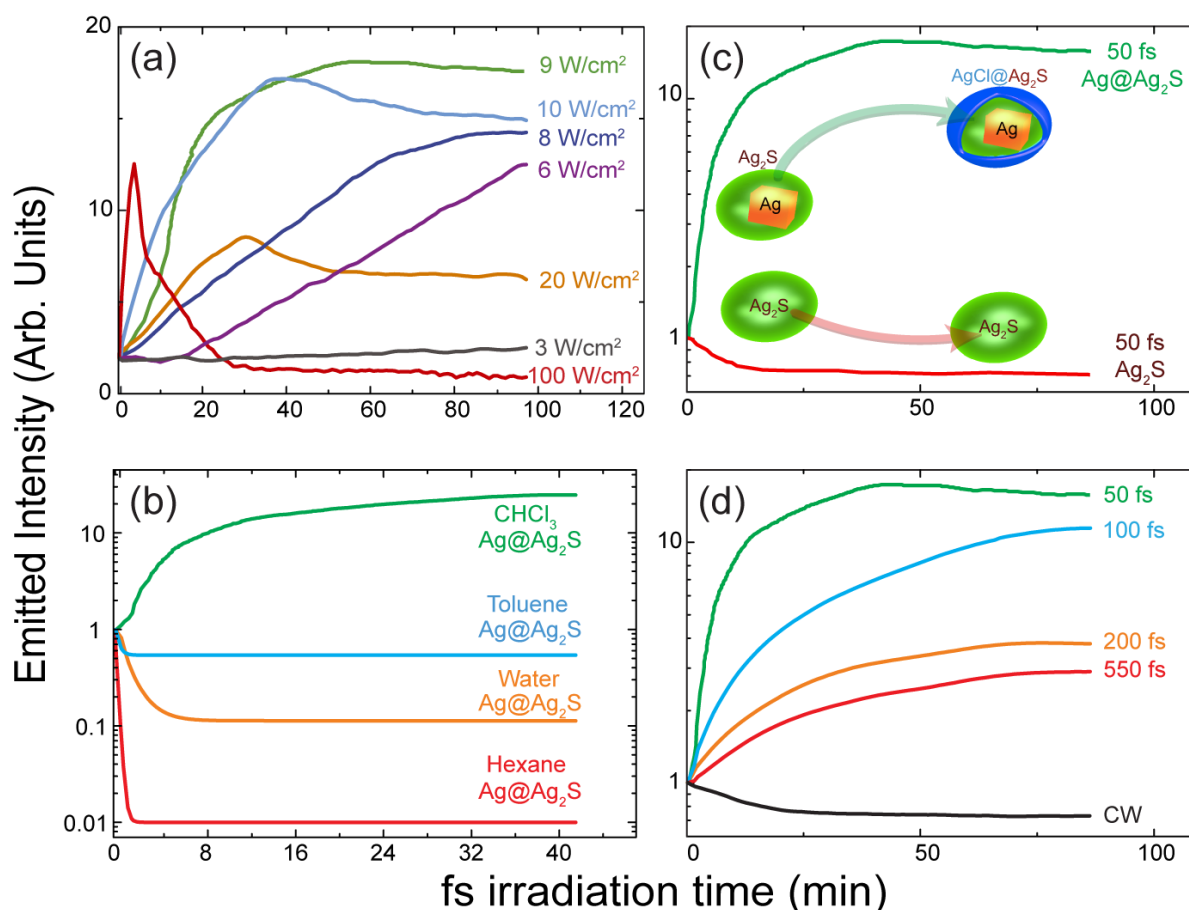 Emitted Intensity (Arb. Units)
(a)
20
10
0
9 W/cm²
10 W/cm²
8 W/cm²
6 W/cm²
20 W/cm²
3 W/cm²
100 W/cm²
0 20 40 60 80 100 120
(c)
10
1
50 fs
Ag@Ag₂S
AgCl@Ag₂S
Ag
Ag₂S
Ag
Ag₂S
Ag₂S
50 fs
Ag₂S
0 50 100
(b)
10
1
0.1
0.01
CHCl₃
Ag@Ag₂S
Toluene
Ag@Ag₂S
Water
Ag@Ag₂S
Hexane
Ag@Ag₂S
0 8 16 24 32 40
(d)
10
1
50 fs
100 fs
200 fs
550 fs
CW
0 50 100
fs irradiation time (min)